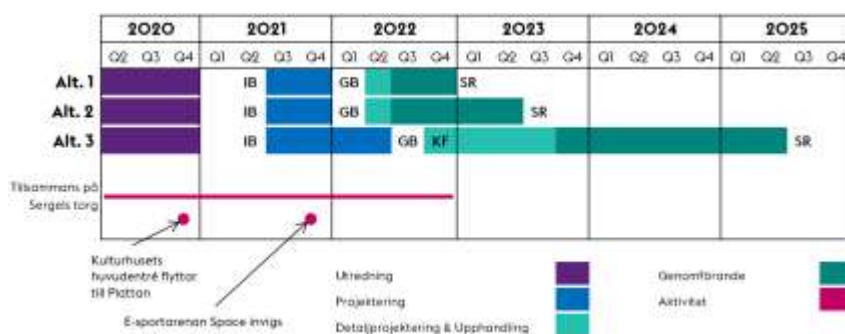 2020 2021 2022 2023 2024 2025
Q2 Q3 Q4 Q1 Q2 Q3 Q4 Q1 Q2 Q3 Q4 Q1 Q2 Q3 Q4 Q1 Q2 Q3 Q4 Q1 Q2 Q3 Q4
Alt. 1 IB GB SR
Alt. 2 IB GB SR
Alt. 3 IB GB KF SR
Tillsammans på
Sergels torg
Kulturhusets
huvudentré flyttar
till Plattan
E-sportarenan Space invigs
Utredning
Projektering
Detaljprojektering & Upphandling
Genomförande
Aktivitet